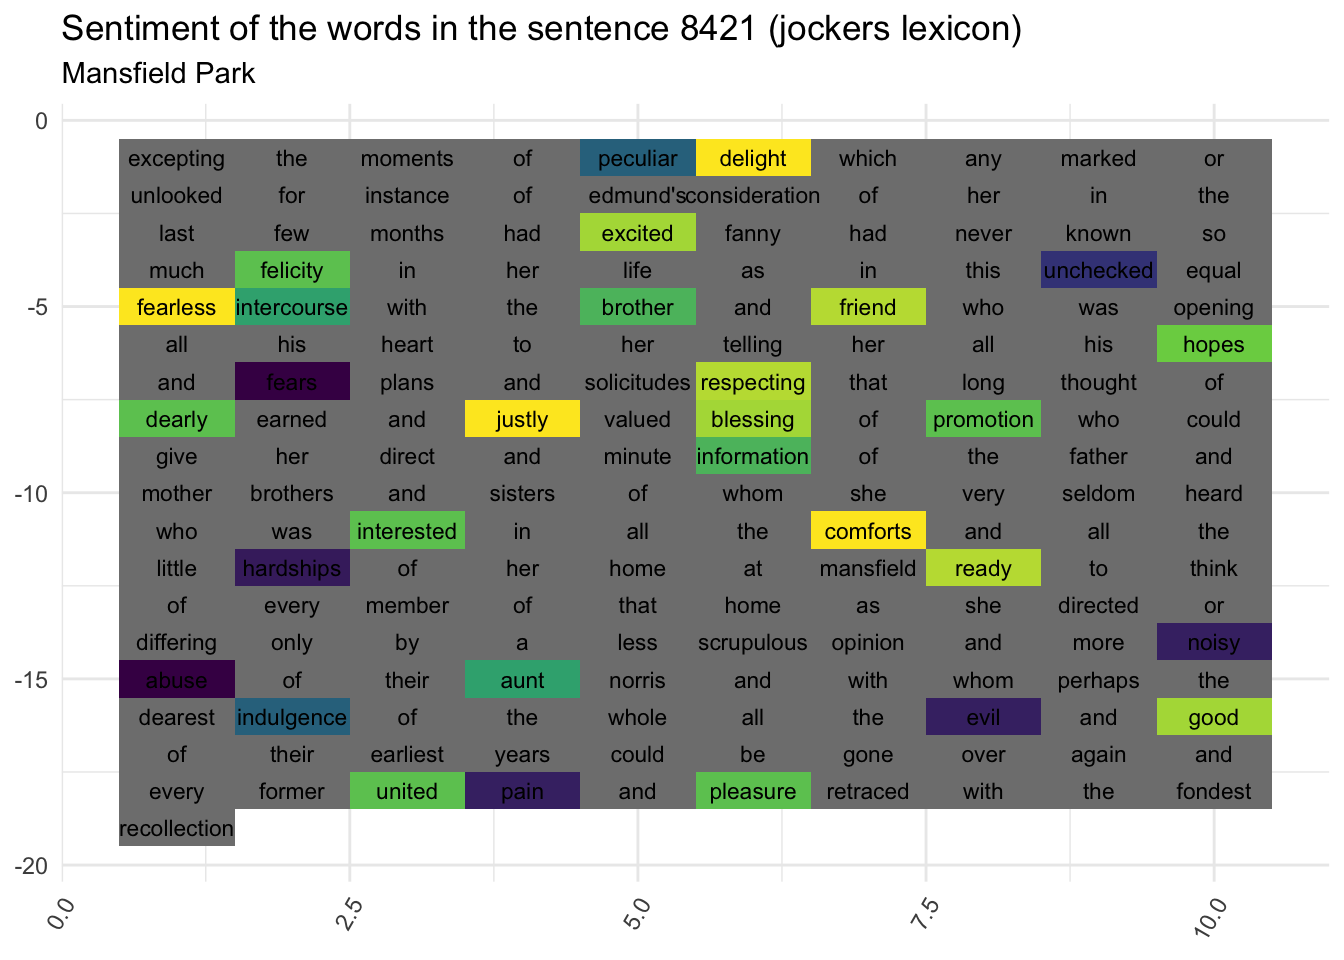 Sentiment of the words in the sentence 8421 (jockers lexicon)
Mansfield Park
0
excepting the moments of peculiar delight which any marked or
unlooked for instance of edmund's consideration of her in the
last few months had excited fanny had never known so
much felicity in her life as in this unchecked equal
-5
fearless intercourse with the brother and friend who was opening
all his heart to her telling her all his hopes
and fears plans and solicitudes respecting that long thought of
dearly earned and justly valued blessing of promotion who could
give her direct and minute information of the father and
-10
mother brothers and sisters of whom she very seldom heard
who was interested in all the comforts and all the
little hardships of her home at mansfield ready to think
of every member of that home as she directed or
differing only by a less scrupulous opinion and more noisy
-15
abuse of their aunt norris and with whom perhaps the
dearest indulgence of the whole all the evil and good
of their earliest years could be gone over again and
every former united pain and pleasure retraced with the fondest
recollection
-20
0.0 2.5 5.0 7.5 10.0